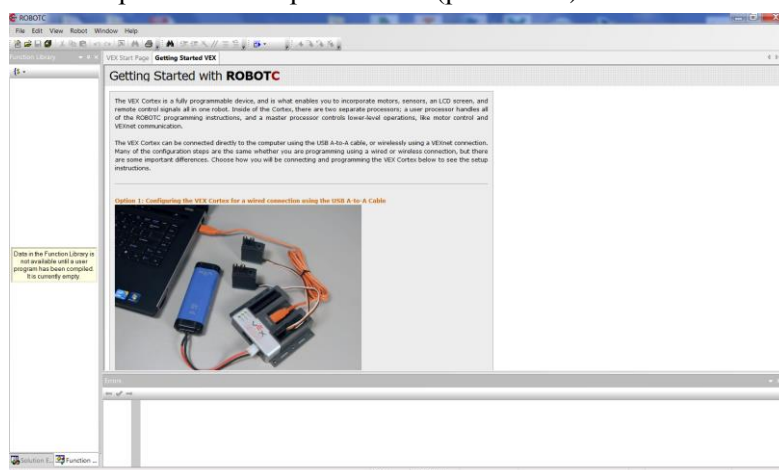 ROBOTC
File Edit View Robot Window Help
Function Library
VEX Start Page Getting Started VEX
Getting Started with ROBOTC
The VEX Cortex is a fully programmable device, and is what enables you to incorporate motors, sensors, an LCD screen, and
remote control signals all in one robot. Inside of the Cortex, there are two separate processors; a user processor handles all
of the ROBOTC programming instructions, and a master processor controls lower-level operations, like motor control and
VEXnet communication.
The VEX Cortex can be connected directly to the computer using the USB A-to-A cable, or wirelessly using a VEXnet connection.
Many of the configuration steps are the same whether you are programming using a wired or wireless connection, but there
are some important differences. Choose how you will be connecting and programming the VEX Cortex below to see the setup
instructions.
Option 1: Configuring the VEX Cortex for a wired connection using the USB A-to-A Cable
Data in the Function Library is
not available until a user
program has been compiled.
It is currently empty.
VEX
Errors
Solution E... Function ...